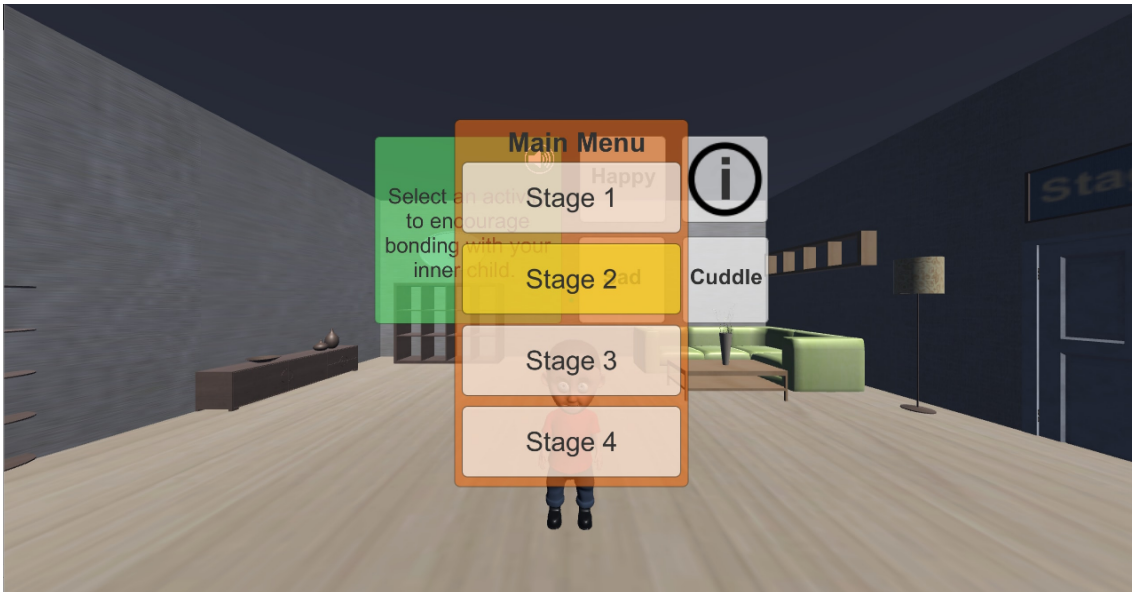 Main Menu
Stage 1
Stage 2
Stage 3
Stage 4
Select an activ
to encourage
bonding with your
inner child.
Happy
Cuddle
Sta